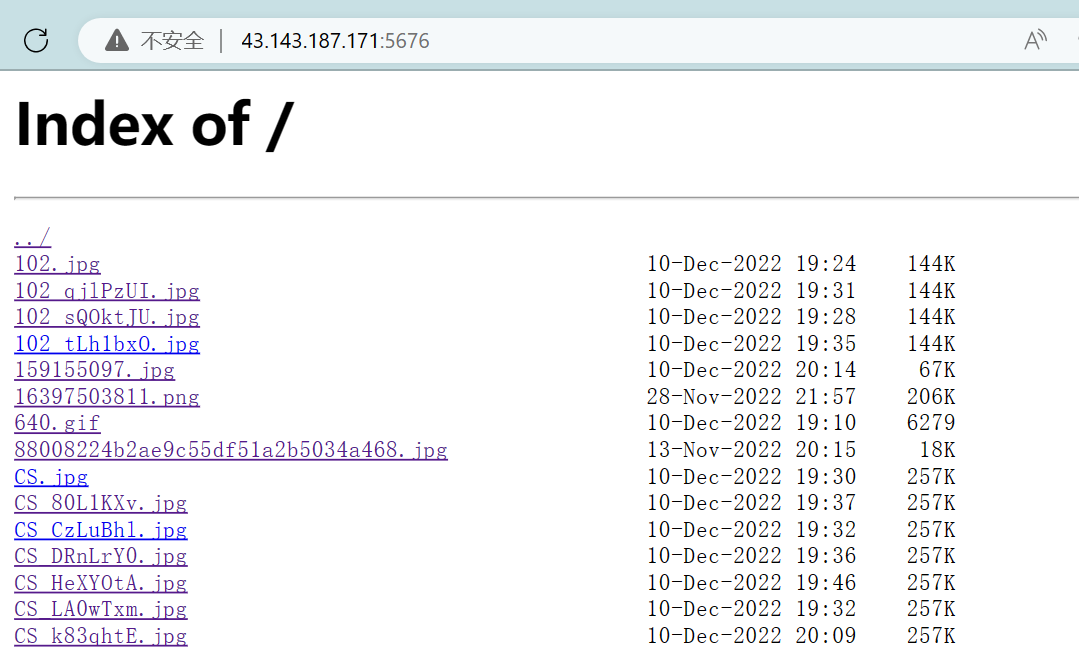 不安全 | 43.143.187.171:5676
Index of /
../
102.jpg 10-Dec-2022 19:24 144K
102_qjlPzUI.jpg 10-Dec-2022 19:31 144K
102_sQOktJU.jpg 10-Dec-2022 19:28 144K
102_tLh1bxO.jpg 10-Dec-2022 19:35 144K
159155097.jpg 10-Dec-2022 20:14 67K
16397503811.png 28-Nov-2022 21:57 206K
640.gif 10-Dec-2022 19:10 6279
88008224b2ae9c55df51a2b5034a468.jpg 13-Nov-2022 20:15 18K
CS.jpg 10-Dec-2022 19:30 257K
CS_80L1KXv.jpg 10-Dec-2022 19:37 257K
CS_CzLuBhl.jpg 10-Dec-2022 19:32 257K
CS_DRnLrY0.jpg 10-Dec-2022 19:36 257K
CS_HeXYOtA.jpg 10-Dec-2022 19:46 257K
CS_LA0wTxm.jpg 10-Dec-2022 19:32 257K
CS_k83qhtE.jpg 10-Dec-2022 20:09 257K